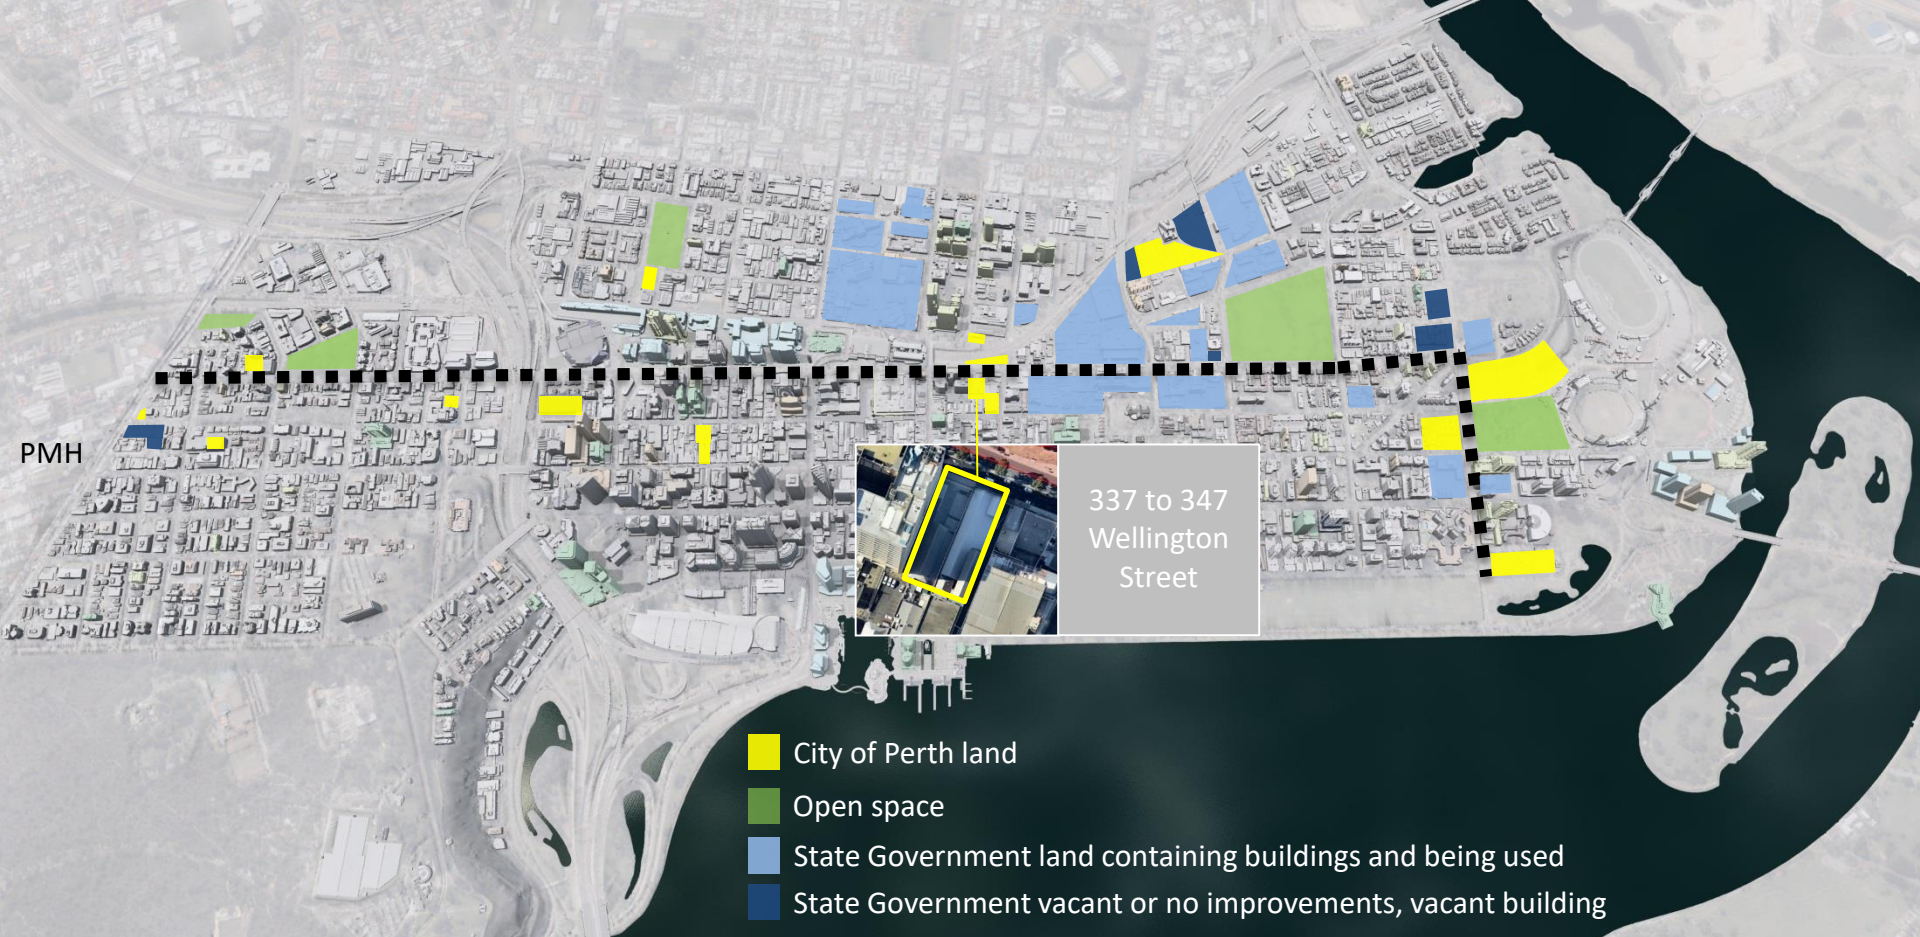 PMH
337 to 347
Wellington
Street
City of Perth land
Open space
State Government land containing buildings and being used
State Government vacant or no improvements, vacant building